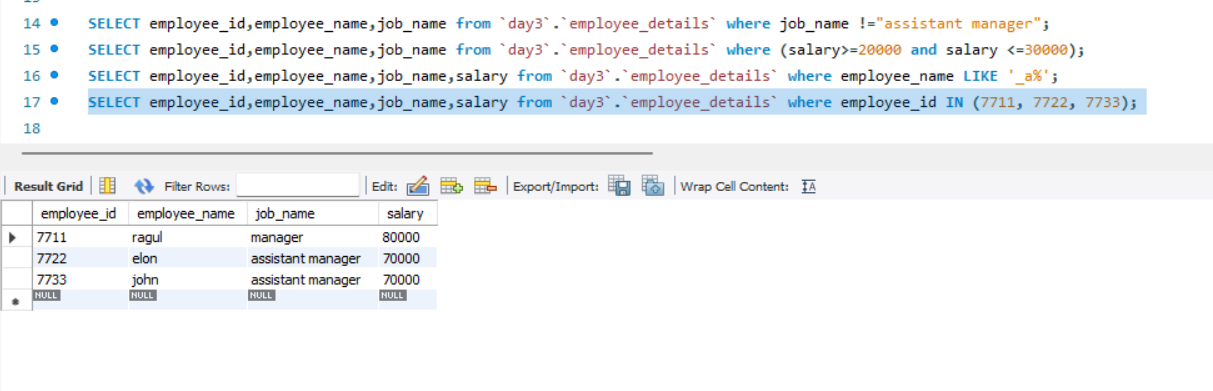 14 SELECT employee_id,employee_name,job_name from `day3`.`employee_details` where job_name !="assistant manager";
15 SELECT employee_id,employee_name,job_name from `day3`.`employee_details` where (salary>=20000 and salary <=30000);
16 SELECT employee_id,employee_name,job_name,salary from `day3`.`employee_details` where employee_name LIKE '_a%';
17 SELECT employee_id,employee_name,job_name,salary from `day3`.`employee_details` where employee_id IN (7711, 7722, 7733);
18
Result Grid Filter Rows: Edit: Export/Import: Wrap Cell Content: IA
employee_id employee_name job_name salary
7711 ragul manager 80000
7722 elon assistant manager 70000
7733 john assistant manager 70000
NULL NULL NULL NULL